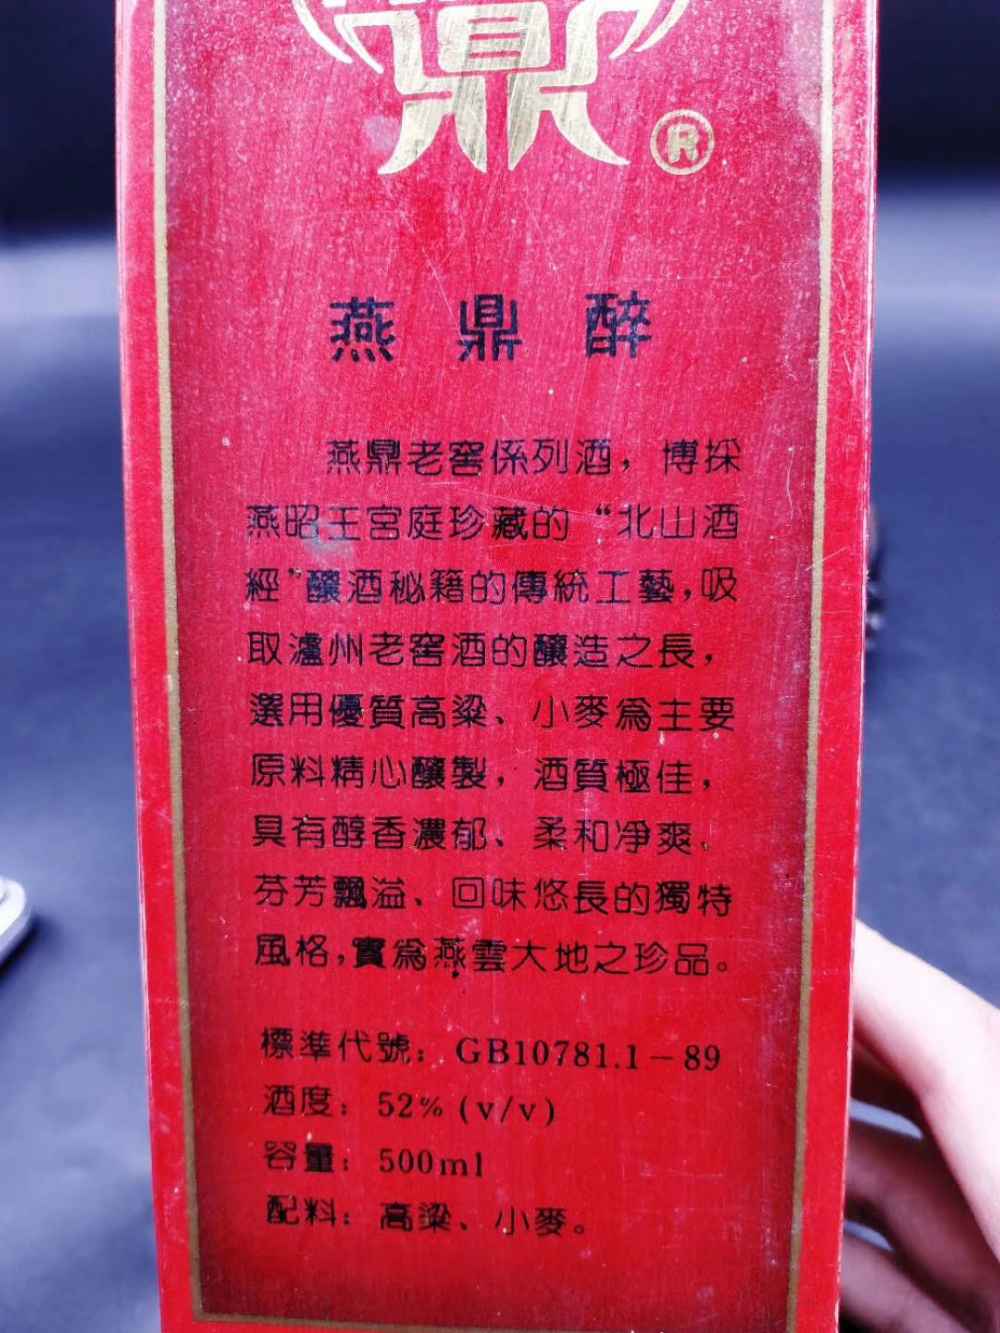 鼎
®
燕 鼎 醉
燕鼎老窖係列酒，博採
燕昭王宮庭珍藏的“北山酒
經”釀酒秘籍的傳統工藝，吸
取瀘州老窖酒的釀造之長，
選用優質高粱、小麥爲主要
原料精心釀製，酒質極佳，
具有醇香濃郁、柔和凈爽、
芬芳飄溢、回味悠長的獨特
風格，實爲燕雲大地之珍品。
標準代號：GB10781.1－89
酒度：52% (v/v)
容量：500ml
配料：高粱、小麥。